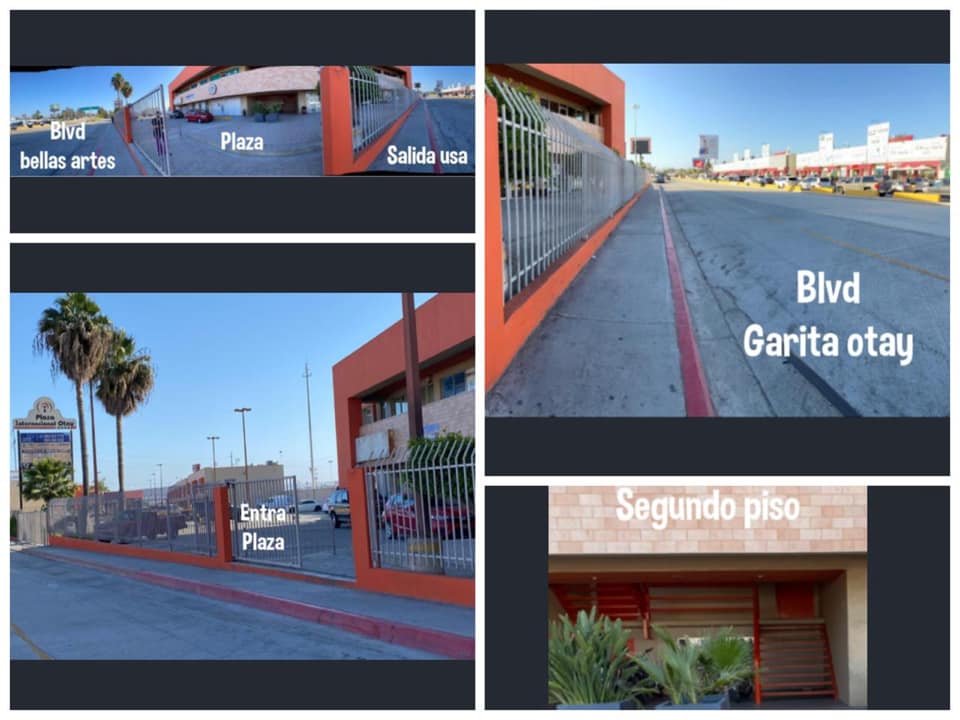 Blvd
bellas artes
Plaza
Salida usa
Blvd
Garita otay
Plaza
Internacional Otay
Entra
Plaza
Segundo piso